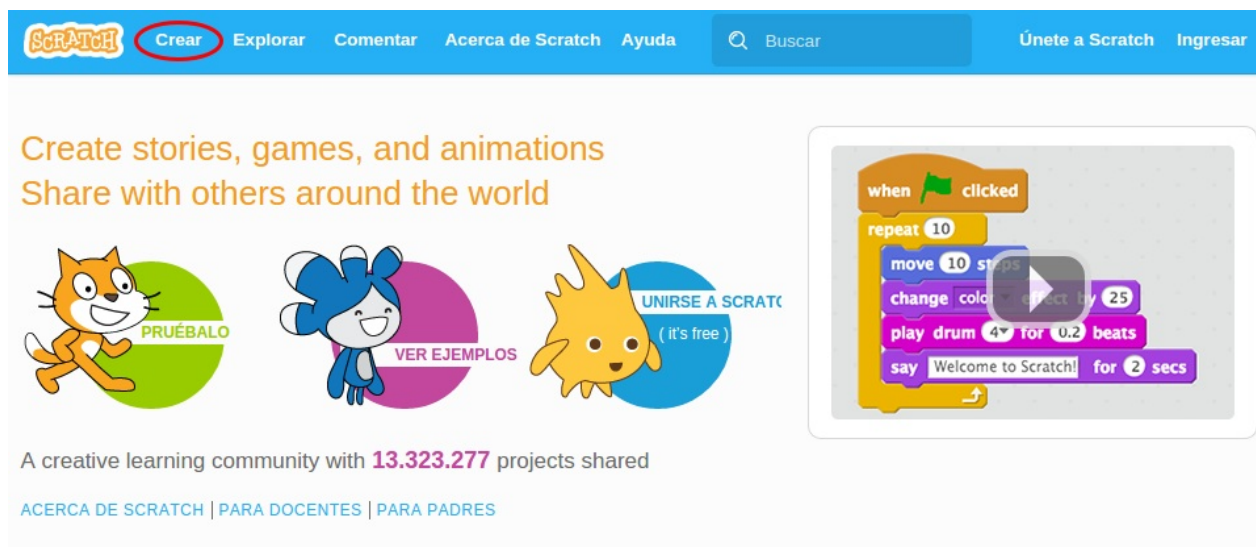 SCRATCH Crear Explorar Comentar Acerca de Scratch Ayuda Buscar Únete a Scratch Ingresar
Create stories, games, and animations
Share with others around the world
PRUÉBALO
VER EJEMPLOS
UNIRSE A SCRATC
( it's free )
when clicked
repeat 10
move 10 steps
change color effect by 25
play drum 4 for 0.2 beats
say Welcome to Scratch! for 2 secs
A creative learning community with 13.323.277 projects shared
ACERCA DE SCRATCH | PARA DOCENTES | PARA PADRES